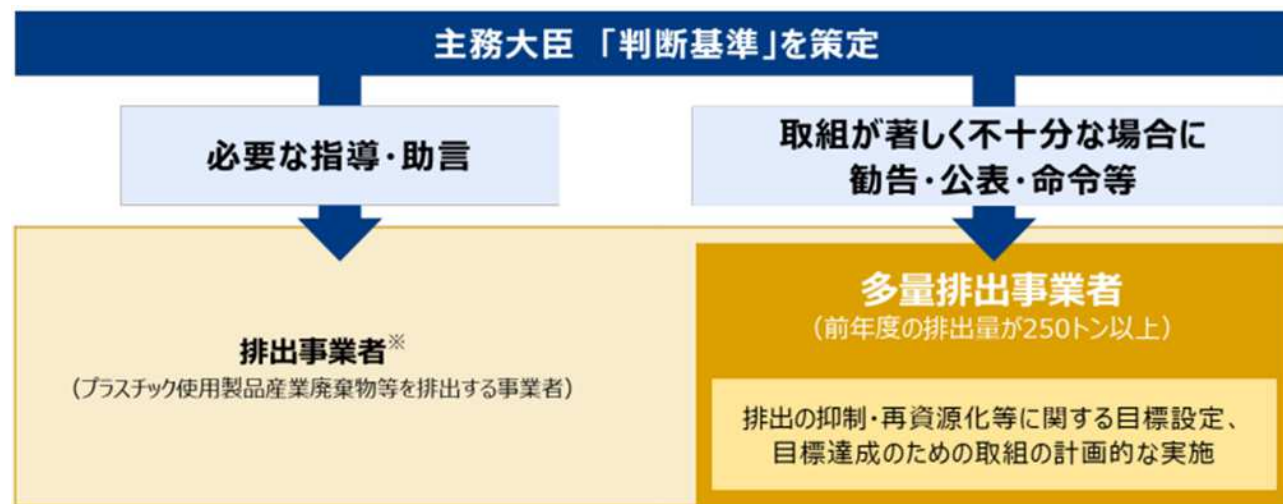 主務大臣 「判断基準」を策定
必要な指導・助言
取組が著しく不十分な場合に
勧告・公表・命令等
排出事業者※
（プラスチック使用製品産業廃棄物等を排出する事業者）
多量排出事業者
（前年度の排出量が250トン以上）
排出の抑制・再資源化等に関する目標設定、
目標達成のための取組の計画的な実施